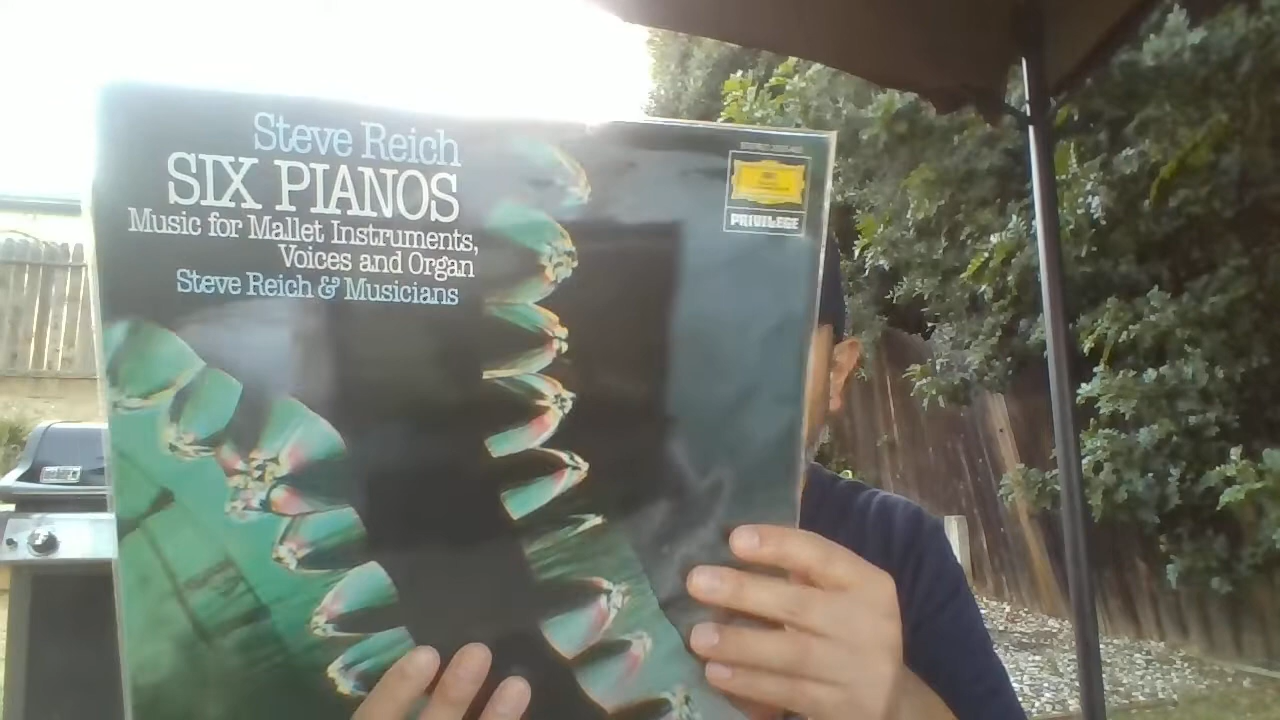 Steve Reich
SIX PIANOS
Music for Mallet Instruments,
Voices and Organ
Steve Reich & Musicians
PRIVILEGE